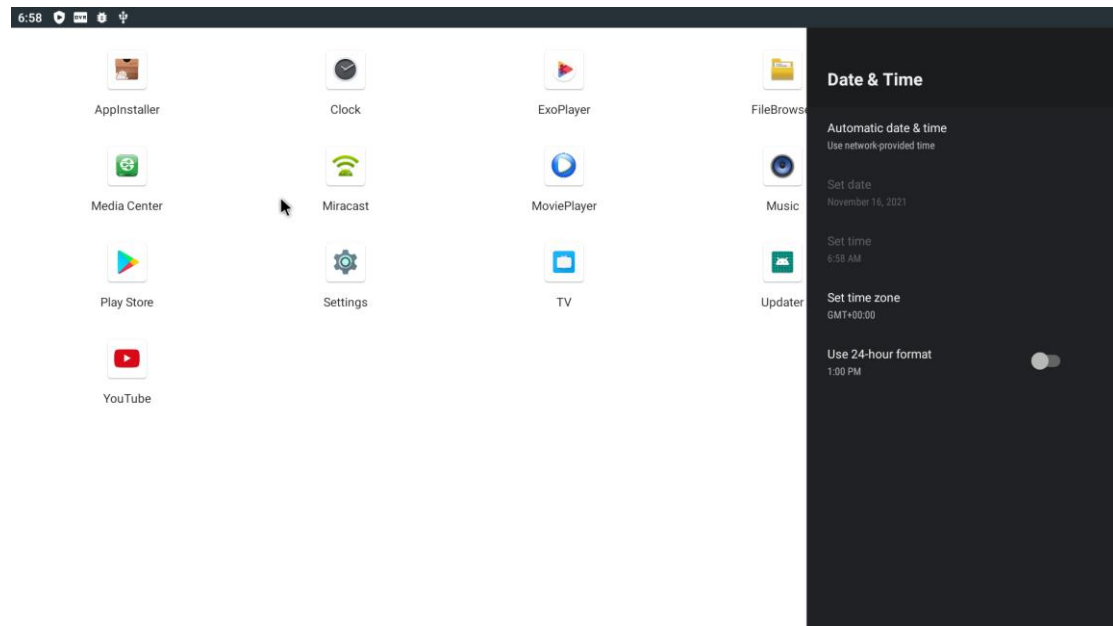 6:58
DVR
AppInstaller
Clock
ExoPlayer
FileBrowse
Media Center
Miracast
MoviePlayer
Music
Play Store
Settings
TV
Updater
YouTube
Date & Time
Automatic date & time
Use network-provided time
Set date
November 16, 2021
Set time
6:58 AM
Set time zone
GMT+00:00
Use 24-hour format
1:00 PM